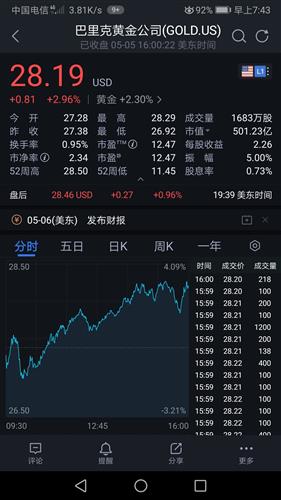 中国电信 4G 3.81K/s 9+ 92% 早上7:43
巴里克黄金公司(GOLD.US)
已收盘 05-05 16:00:22 美东时间
28.19 USD L1
+0.81 +2.96% 黄金 +2.30%
今 开 27.28 最 高 28.29 成交量 1683万股
昨 收 27.38 最 低 26.92 市值 501.23亿
换手率 0.95% 市盈ᵀᵀᴹ 12.47 每股收益 2.26
市净率 2.34 市盈 12.47 振 幅 5.00%
52周高 28.50 52周低 11.45 股息率 0.73%
盘后 28.46 USD +0.27 +0.96% 19:39 美东时间
05-06(美东) 发布财报
分时 五日 日K 周K 一年
28.50 4.09%
26.50 -3.21%
09:30 12:45 16:00
时间 成交价 成交量
16:00 28.20 218
15:59 28.21 100
15:59 28.20 100
15:59 28.21 200
15:59 28.21 1200
15:59 28.20 200
15:59 28.21 138
15:59 28.22 400
15:59 28.21 300
15:59 28.22 100
15:59 28.22 100
15:59 28.22 100
15:59 28.22 400
评论 提醒 分享 更多